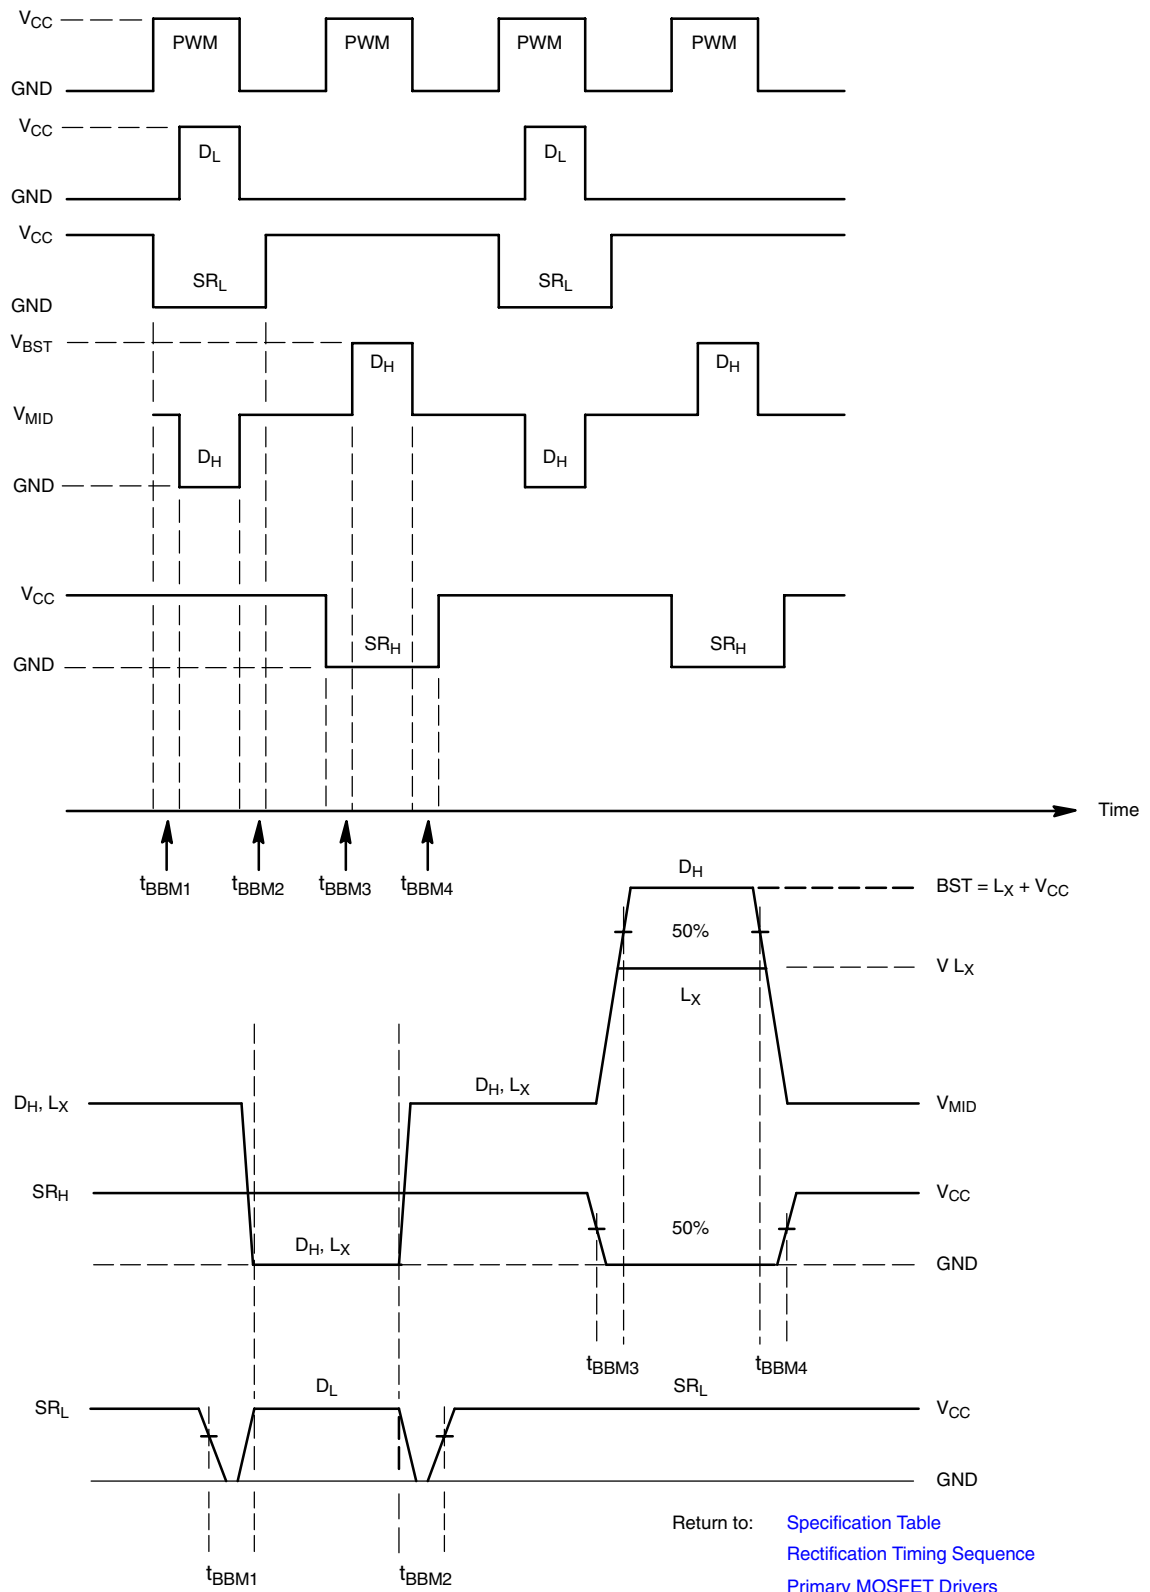 VCC
PWM PWM PWM PWM
GND
VCC
DL DL
GND
VCC
SRL SRL
GND
VBST
DH DH
VMID
DH DH
GND
VCC
SRH SRH
GND
Time
tBBM1 tBBM2 tBBM3 tBBM4
DH
BST = LX + VCC
50%
V LX
LX
DH, LX
DH, LX VMID
SRH VCC
50%
DH, LX
GND
tBBM3 tBBM4
DL SRL
SRL VCC
GND
Return to: Specification Table
Rectification Timing Sequence
tBBM1 tBBM2
Primary MOSFET Drivers